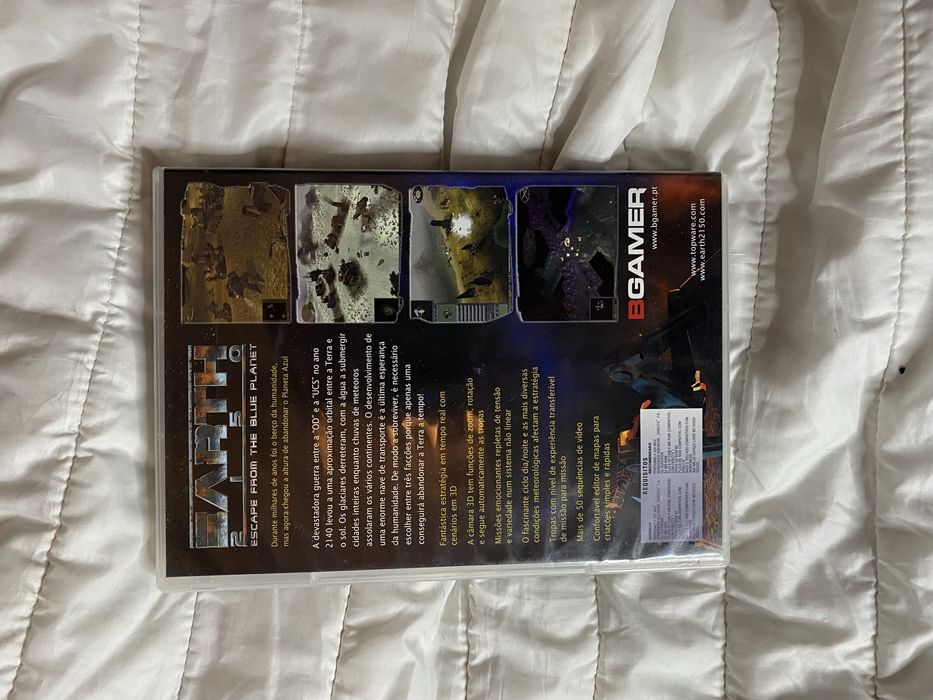 EARTH
2150
ESCAPE FROM THE BLUE PLANET
Durante milhares de anos foi o berço da humanidade,
mas agora chegou a altura de abandonar o Planeta Azul
A devastadora guerra entre a "OD" e a "UCS" no ano
2140 levou a uma aproximação orbital entre a Terra e
o sol. Os glaciares derreteram, com a água a submergir
cidades inteiras enquanto chuvas de meteoros
assolaram os vários continentes. O desenvolvimento de
uma enorme nave de transporte é a última esperança
da humanidade. De modo a sobreviver, é necessário
escolher entre três facções porque apenas uma
conseguirá abandonar a terra a tempo!
Fantástica estratégia em tempo real com
cenários em 3D
A câmara 3D tem funções de zoom, rotação
e segue automaticamente as tropas
Missões emocionantes repletas de tensão
e variedade num sistema não linear
O fascinante ciclo dia/noite e as mais diversas
condições meteorológicas afectam a estratégia
Tropas com nível de experiência transferível
de missão para missão
Mais de 50 sequências de vídeo
Confortável editor de mapas para
criações simples e rápidas
REQUISITOS
BGAMER
www.bgamer.pt
www.topware.com
www.earth2150.com